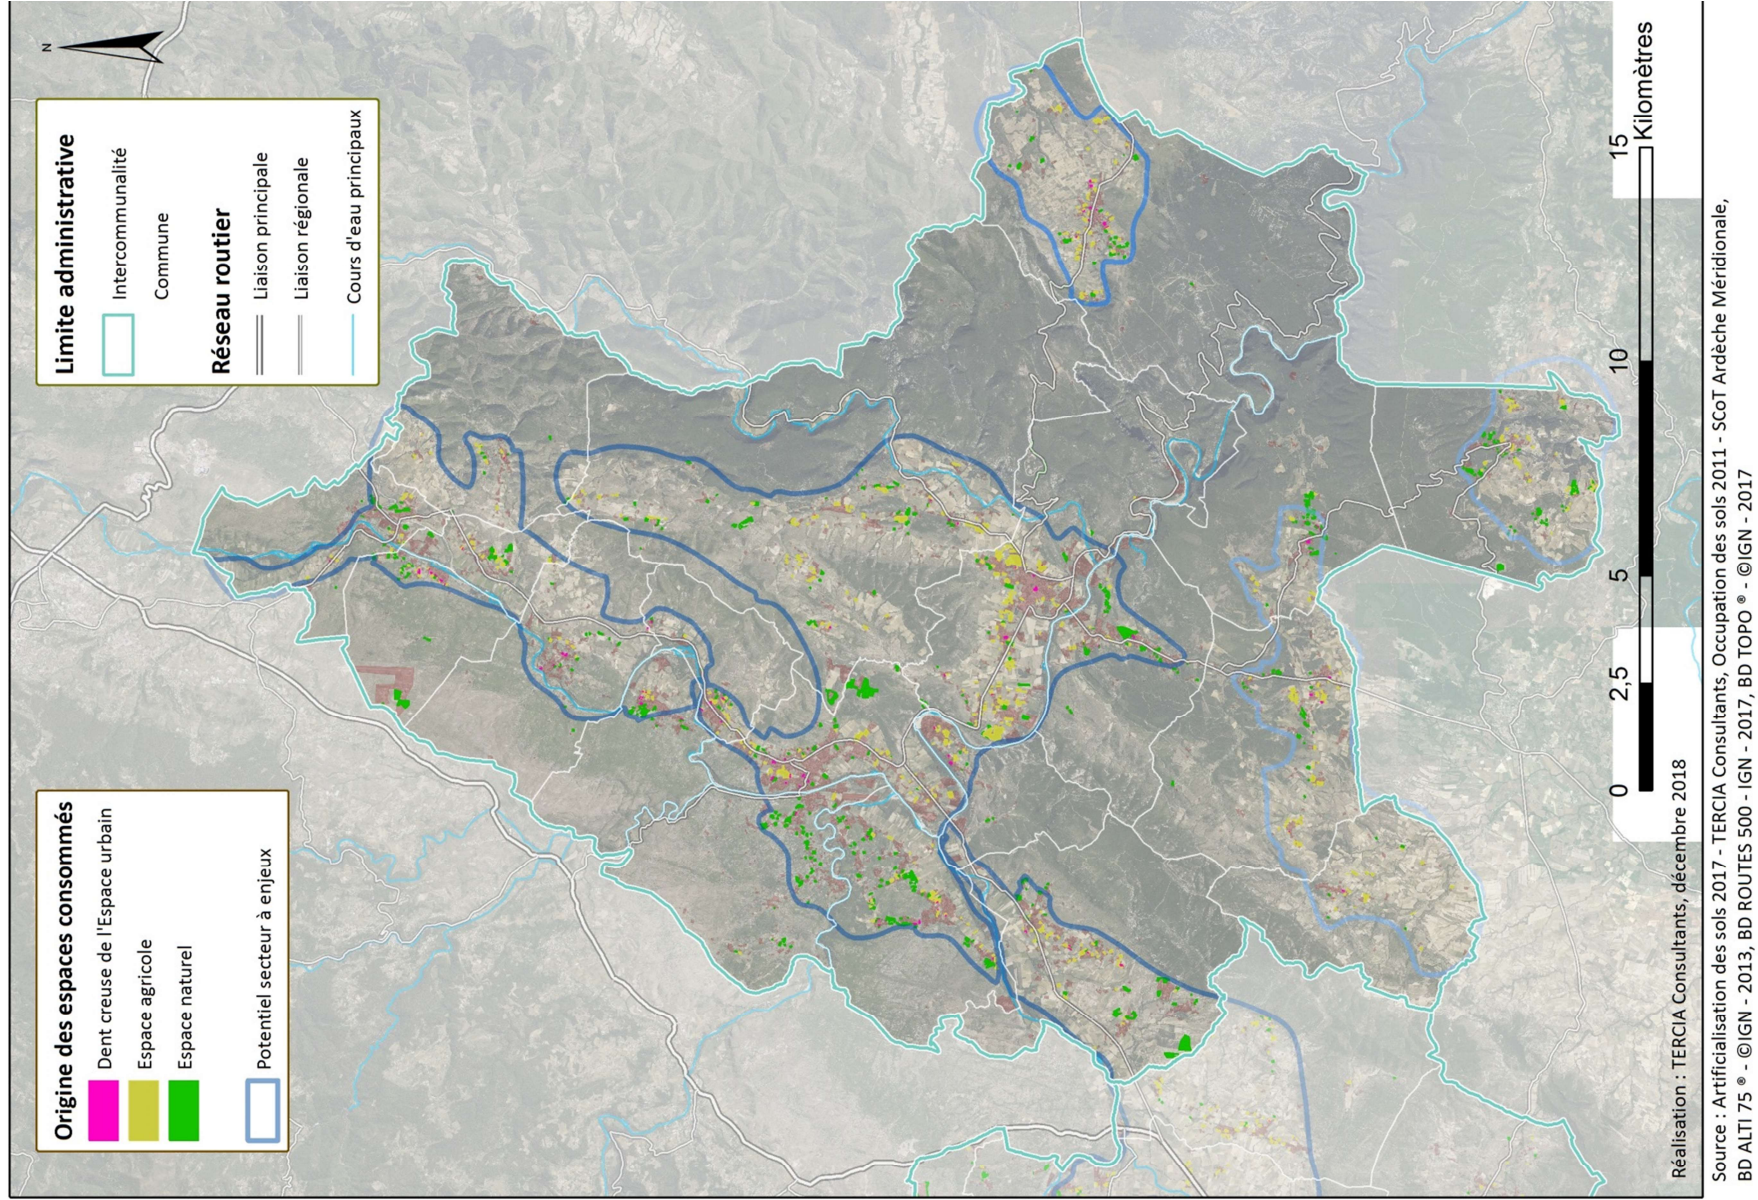 Origine des espaces consommés
Dent creuse de l'Espace urbain
Espace agricole
Espace naturel
Potentiel secteur à enjeux
Limite administrative
Intercommunalité
Commune
Réseau routier
Liaison principale
Liaison régionale
Cours d'eau principaux
N
0 2,5 5 10 15
Kilomètres
Réalisation : TERCIA Consultants, décembre 2018
Source : Artificialisation des sols 2017 - TERCIA Consultants, Occupation des sols 2011 - SCoT Ardèche Méridionale,
BD ALTI 75 ® - ©IGN - 2013, BD ROUTES 500 - IGN - 2017, BD TOPO ® - ©IGN - 2017